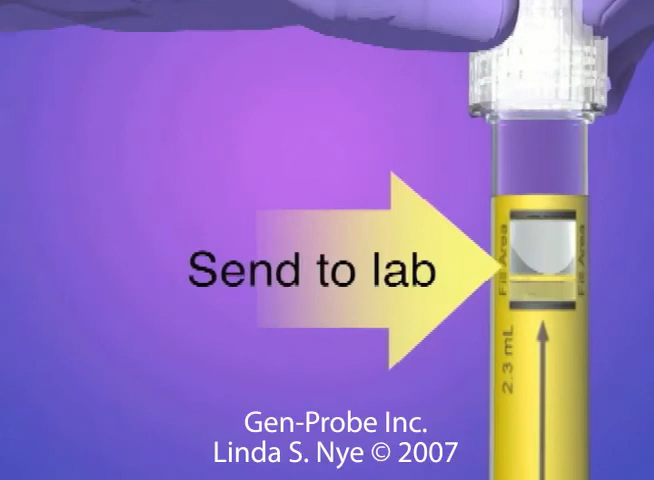 Send to lab
Fill Area
Fill Area
2.3 mL
Gen-Probe Inc.
Linda S. Nye © 2007